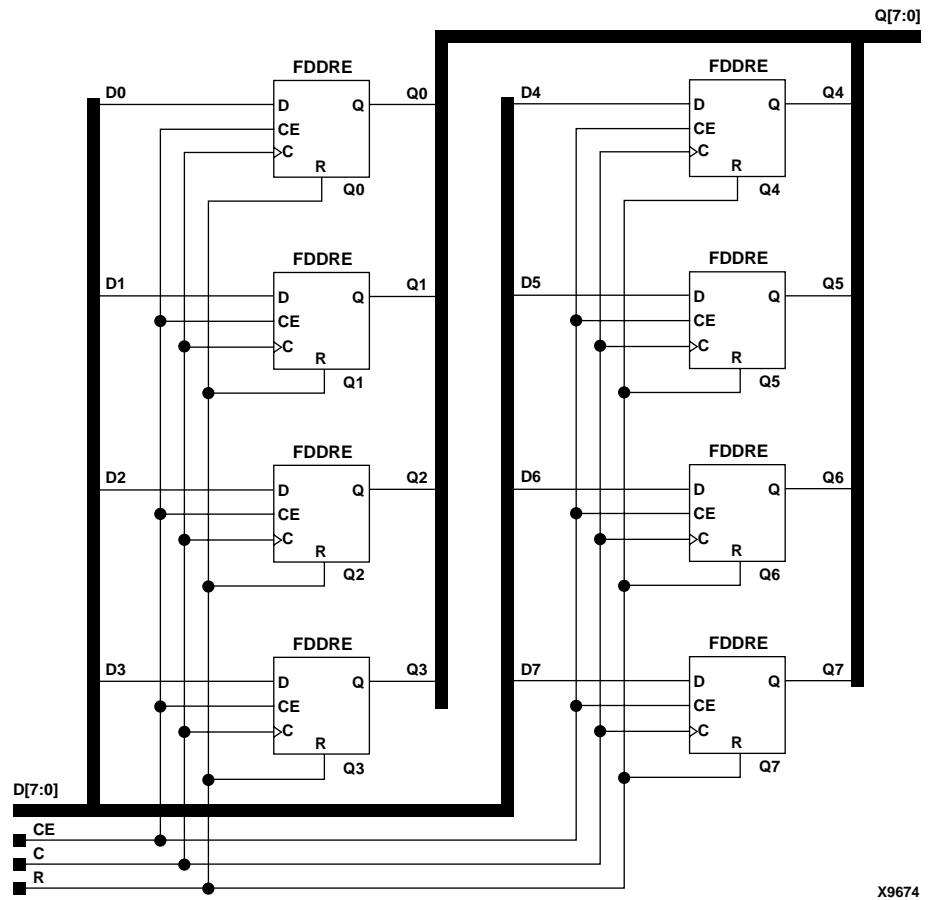 Q[7:0]
FDDRE
D0
D
Q
Q0
CE
C
R
Q0
FDDRE
D1
D
Q
Q1
CE
C
R
Q1
FDDRE
D2
D
Q
Q2
CE
C
R
Q2
FDDRE
D3
D
Q
Q3
CE
C
R
Q3
FDDRE
D4
D
Q
Q4
CE
C
R
Q4
FDDRE
D5
D
Q
Q5
CE
C
R
Q5
FDDRE
D6
D
Q
Q6
CE
C
R
Q6
FDDRE
D7
D
Q
Q7
CE
C
R
Q7
D[7:0]
CE
C
R
X9674